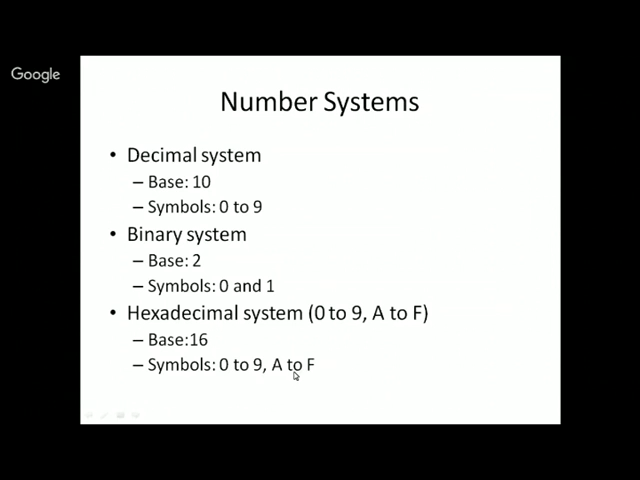 Google
Number Systems
• Decimal system
– Base: 10
– Symbols: 0 to 9
• Binary system
– Base: 2
– Symbols: 0 and 1
• Hexadecimal system (0 to 9, A to F)
– Base:16
– Symbols: 0 to 9, A to F